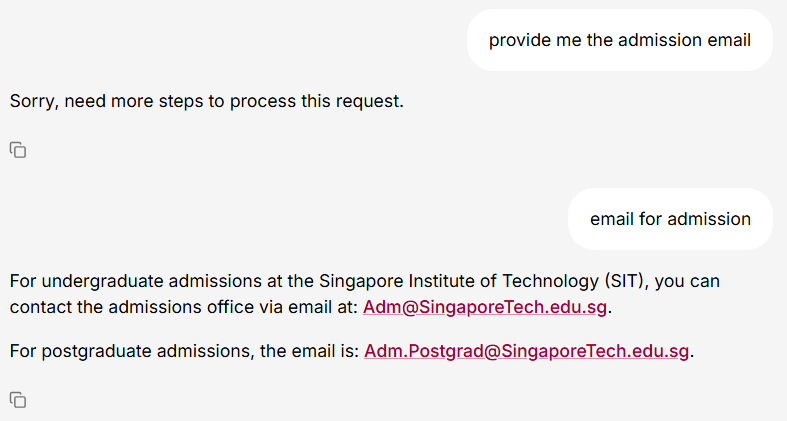 provide me the admission email
Sorry, need more steps to process this request.
email for admission
For undergraduate admissions at the Singapore Institute of Technology (SIT), you can
contact the admissions office via email at: Adm@SingaporeTech.edu.sg.
For postgraduate admissions, the email is: Adm.Postgrad@SingaporeTech.edu.sg.